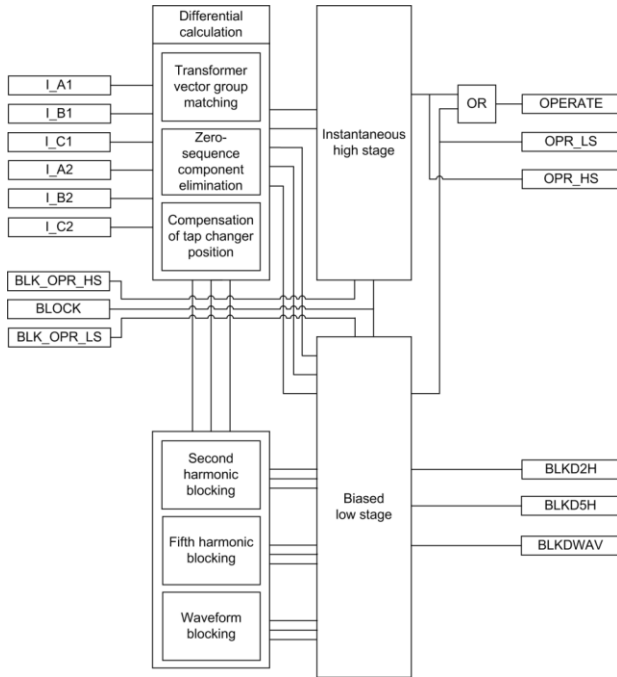 Differential
calculation
Transformer
vector group
matching
Zero-
sequence
component
elimination
Compensation
of tap changer
position
I_A1
I_B1
I_C1
I_A2
I_B2
I_C2
BLK_OPR_HS
BLOCK
BLK_OPR_LS
Instantaneous
high stage
OR
OPERATE
OPR_LS
OPR_HS
Second
harmonic
blocking
Fifth harmonic
blocking
Waveform
blocking
Biased
low stage
BLKD2H
BLKD5H
BLKDWAV